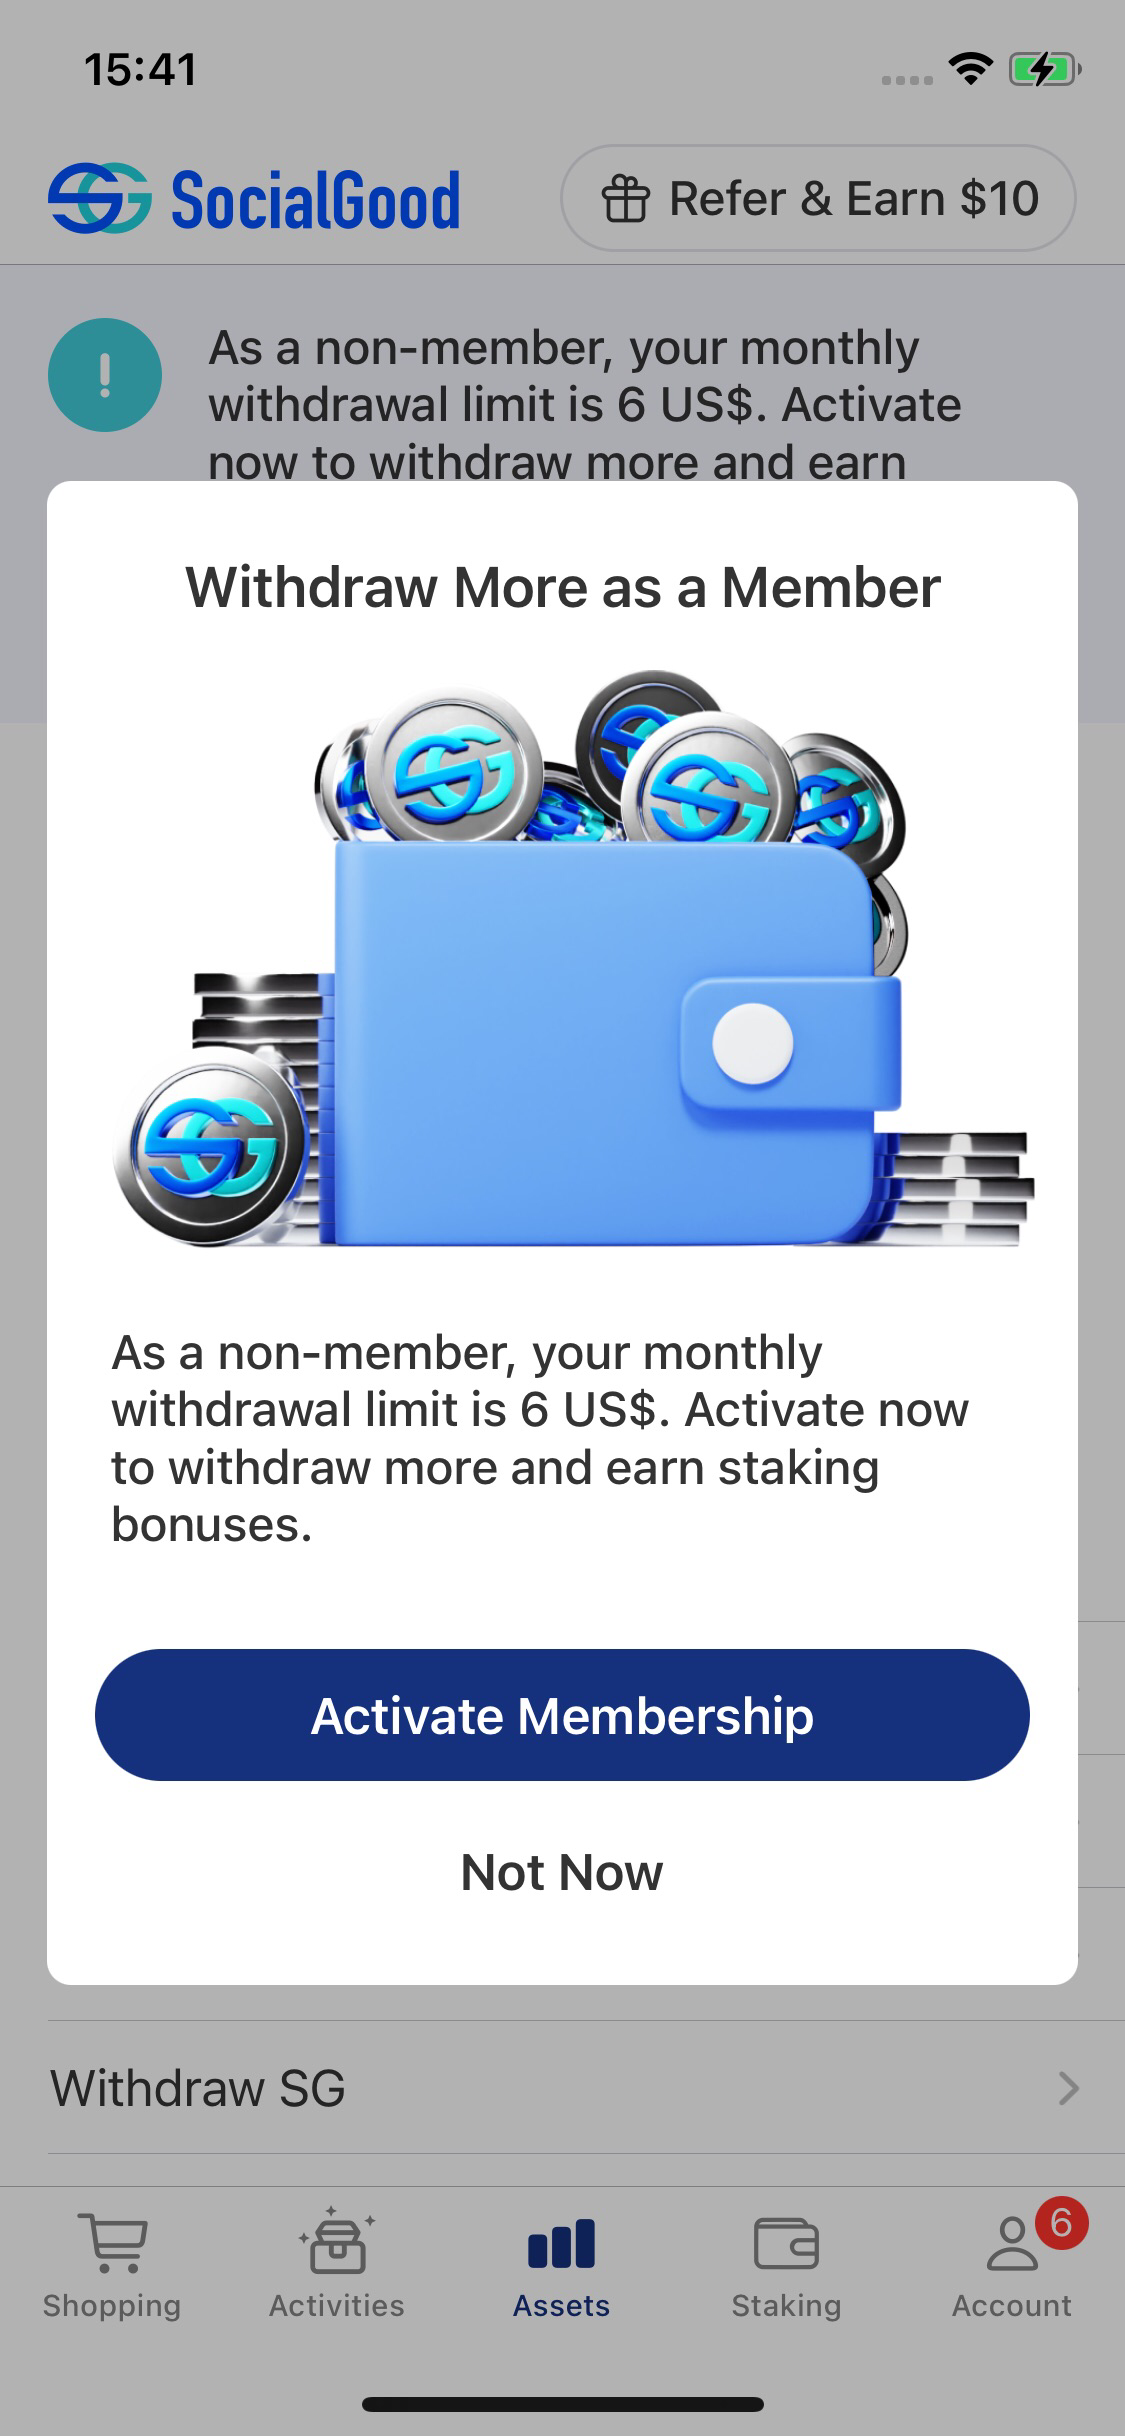 15:41
SocialGood
Refer & Earn $10
As a non-member, your monthly
withdrawal limit is 6 US$. Activate
now to withdraw more and earn
Withdraw More as a Member
As a non-member, your monthly
withdrawal limit is 6 US$. Activate now
to withdraw more and earn staking
bonuses.
Activate Membership
Not Now
Withdraw SG
6
Shopping
Activities
Assets
Staking
Account